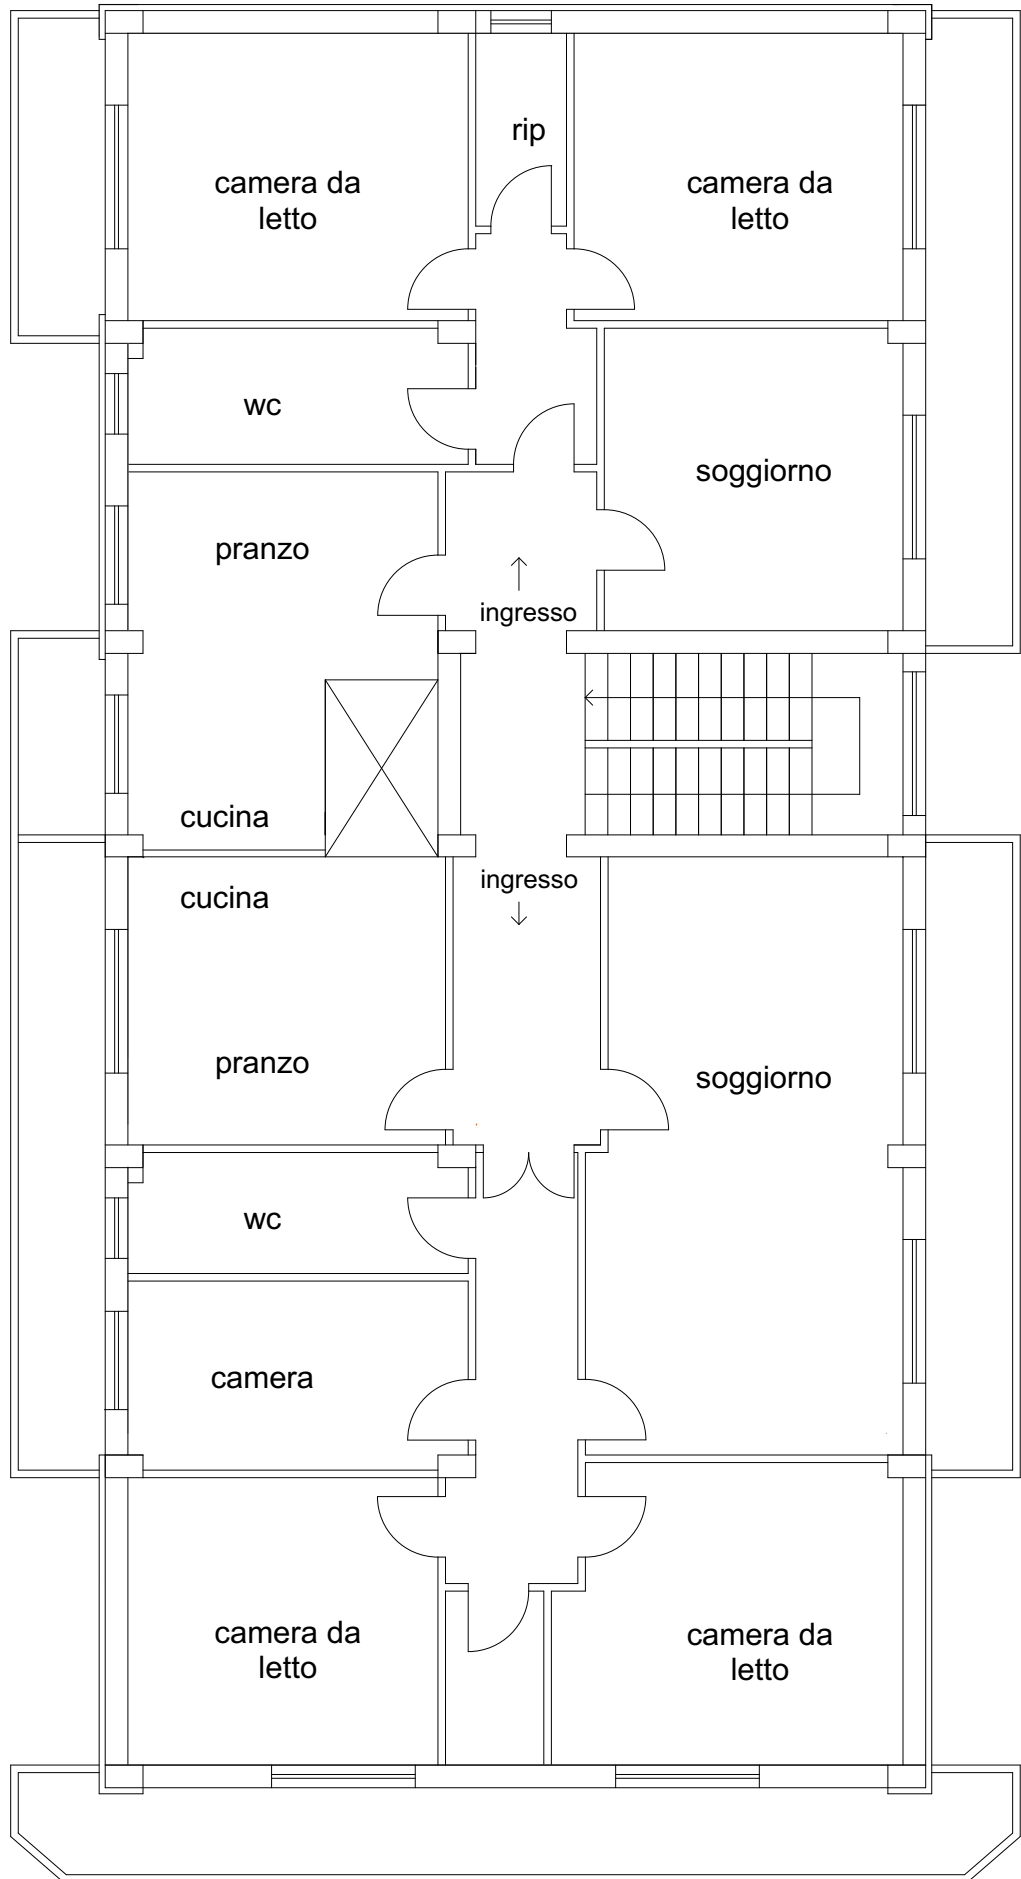 rip
camera da
letto
camera da
letto
wc
soggiorno
pranzo
ingresso
cucina
ingresso
cucina
pranzo
soggiorno
wc
camera
camera da
letto
camera da
letto